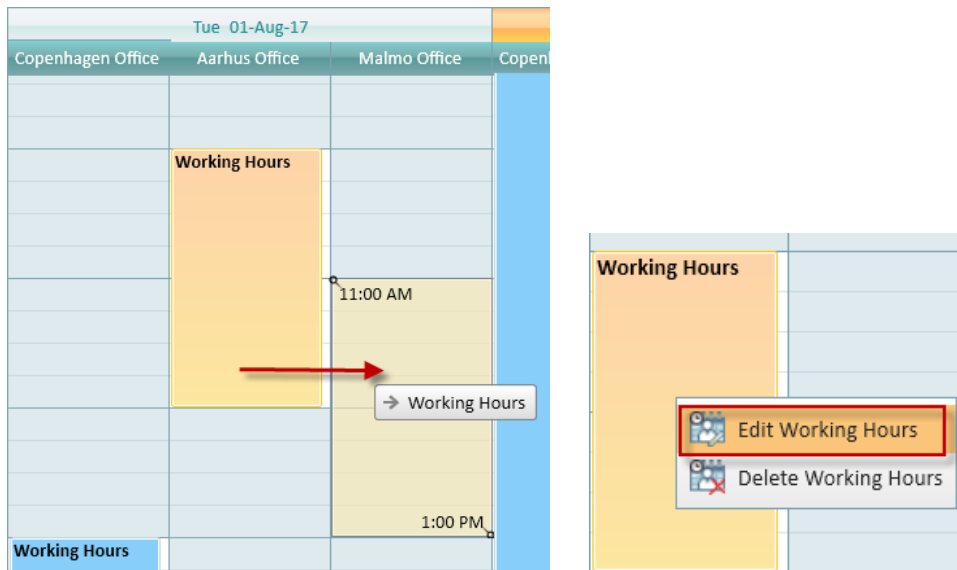 Tue 01-Aug-17
Copenhagen Office Aarhus Office Malmo Office Copen
Working Hours
11:00 AM
Working Hours
1:00 PM
Working Hours
Working Hours
Edit Working Hours
Delete Working Hours